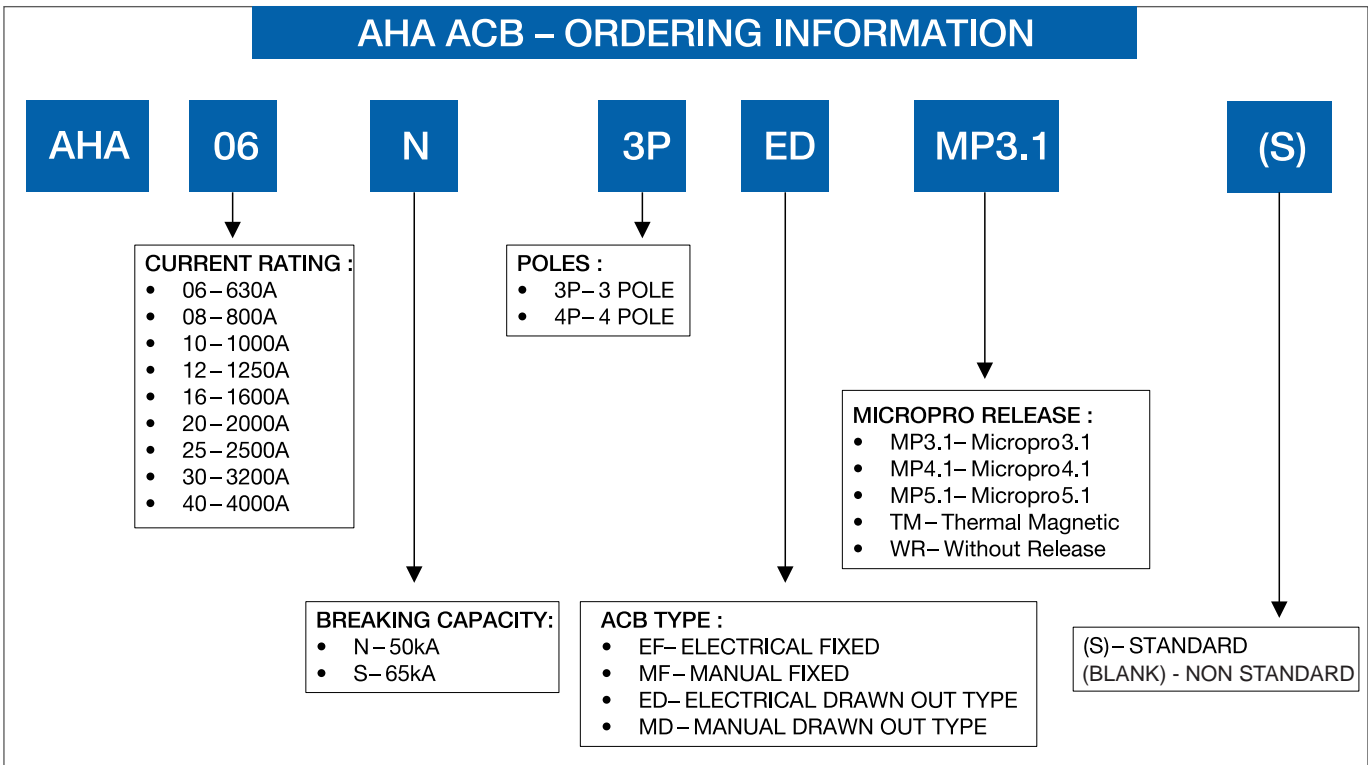 AHA ACB – ORDERING INFORMATION
AHA 06 N 3P ED MP3.1 (S)
CURRENT RATING :
• 06–630A
• 08–800A
• 10–1000A
• 12–1250A
• 16–1600A
• 20–2000A
• 25–2500A
• 30–3200A
• 40–4000A
POLES :
• 3P–3 POLE
• 4P–4 POLE
MICROPRO RELEASE :
• MP3.1–Micropro3.1
• MP4.1–Micropro4.1
• MP5.1–Micropro5.1
• TM–Thermal Magnetic
• WR–Without Release
BREAKING CAPACITY:
• N–50kA
• S–65kA
ACB TYPE :
• EF–ELECTRICAL FIXED
• MF–MANUAL FIXED
• ED–ELECTRICAL DRAWN OUT TYPE
• MD–MANUAL DRAWN OUT TYPE
(S)–STANDARD
(BLANK) - NON STANDARD